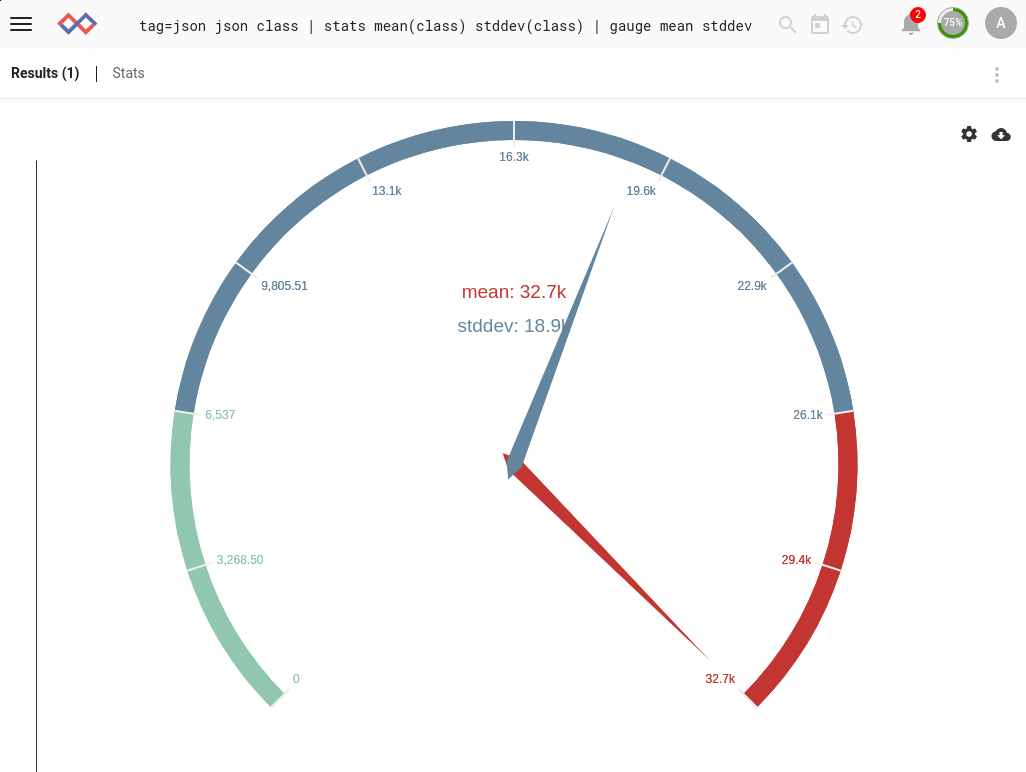 tag=json json class | stats mean(class) stddev(class) | gauge mean stddev
2
75%
A
Results (1) | Stats
16.3k
13.1k
19.6k
9,805.51
22.9k
mean: 32.7k
stddev: 18.9k
6,537
26.1k
3,268.50
29.4k
0
32.7k